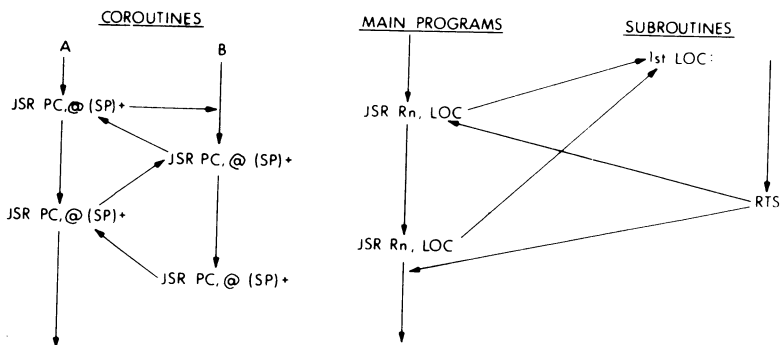 COROUTINES
A
B
JSR PC,@ (SP)+
JSR PC,@ (SP)+
JSR PC,@ (SP)+
JSR PC,@ (SP)+
MAIN PROGRAMS
SUBROUTINES
1st LOC:
JSR Rn, LOC
RTS
JSR Rn, LOC